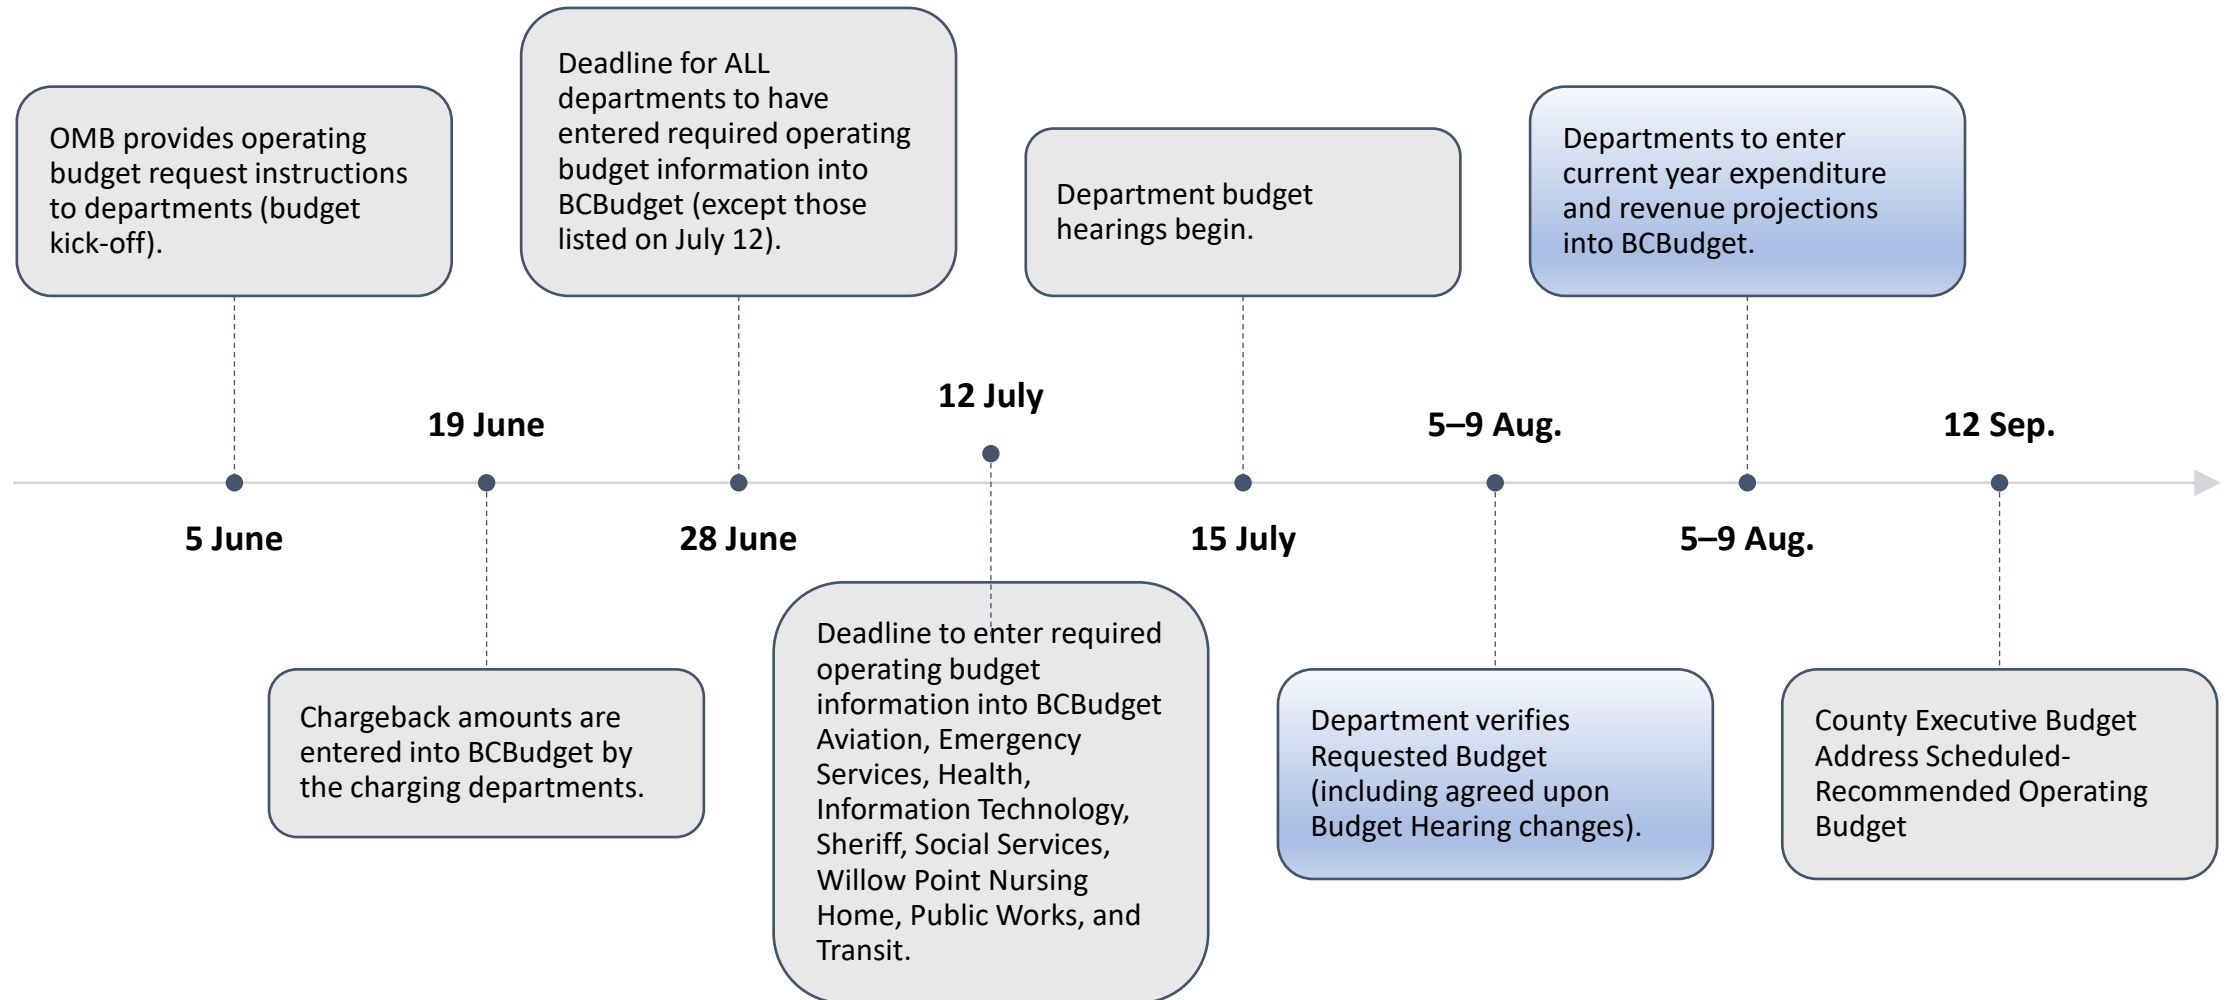 OMB provides operating
budget request instructions
to departments (budget
kick-off).
5 June
19 June
Chargeback amounts are
entered into BCBudget by
the charging departments.
Deadline for ALL
departments to have
entered required operating
budget information into
BCBudget (except those
listed on July 12).
28 June
12 July
Deadline to enter required
operating budget
information into BCBudget
Aviation, Emergency
Services, Health,
Information Technology,
Sheriff, Social Services,
Willow Point Nursing
Home, Public Works, and
Transit.
Department budget
hearings begin.
15 July
5–9 Aug.
Department verifies
Requested Budget
(including agreed upon
Budget Hearing changes).
Departments to enter
current year expenditure
and revenue projections
into BCBudget.
5–9 Aug.
12 Sep.
County Executive Budget
Address Scheduled-
Recommended Operating
Budget